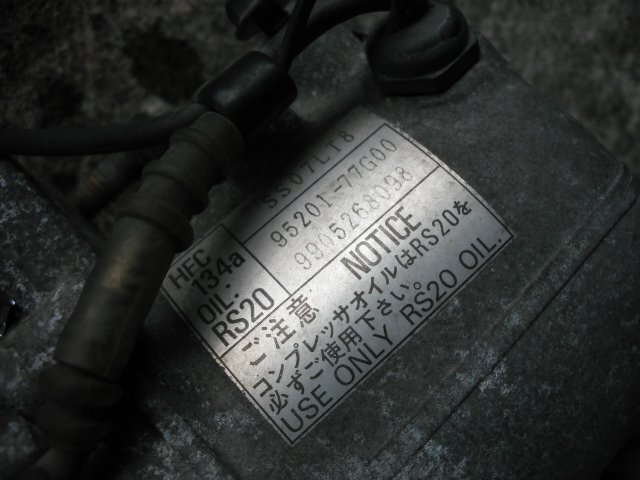 HFC
134a
OIL:
RS20
SS07LT8
95201-77G00
9905268098
ご注意 NOTICE
コンプレッサオイルはRS20を
必ずご使用下さい。
USE ONLY RS20 OIL.